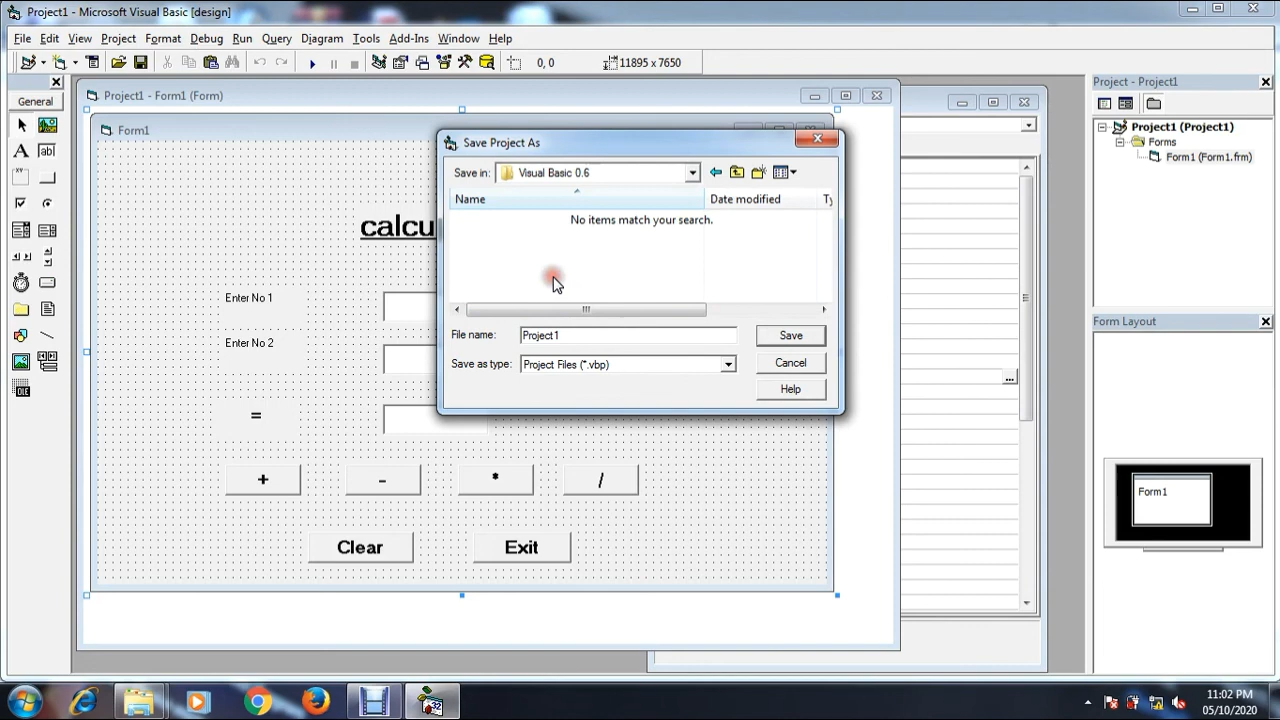 Project1 - Microsoft Visual Basic [design]
File Edit View Project Format Debug Run Query Diagram Tools Add-Ins Window Help
0, 0
11895 x 7650
General
Project1 - Form1 (Form)
Form1
calcu
Enter No 1
Enter No 2
=
+ - * /
Clear Exit
Save Project As
Save in: Visual Basic 0.6
Name Date modified Ty
No items match your search.
File name: Project1 Save
Save as type: Project Files (*.vbp) Cancel
Help
...
Project - Project1
Project1 (Project1)
Forms
Form1 (Form1.frm)
Form Layout
Form1
11:02 PM
05/10/2020